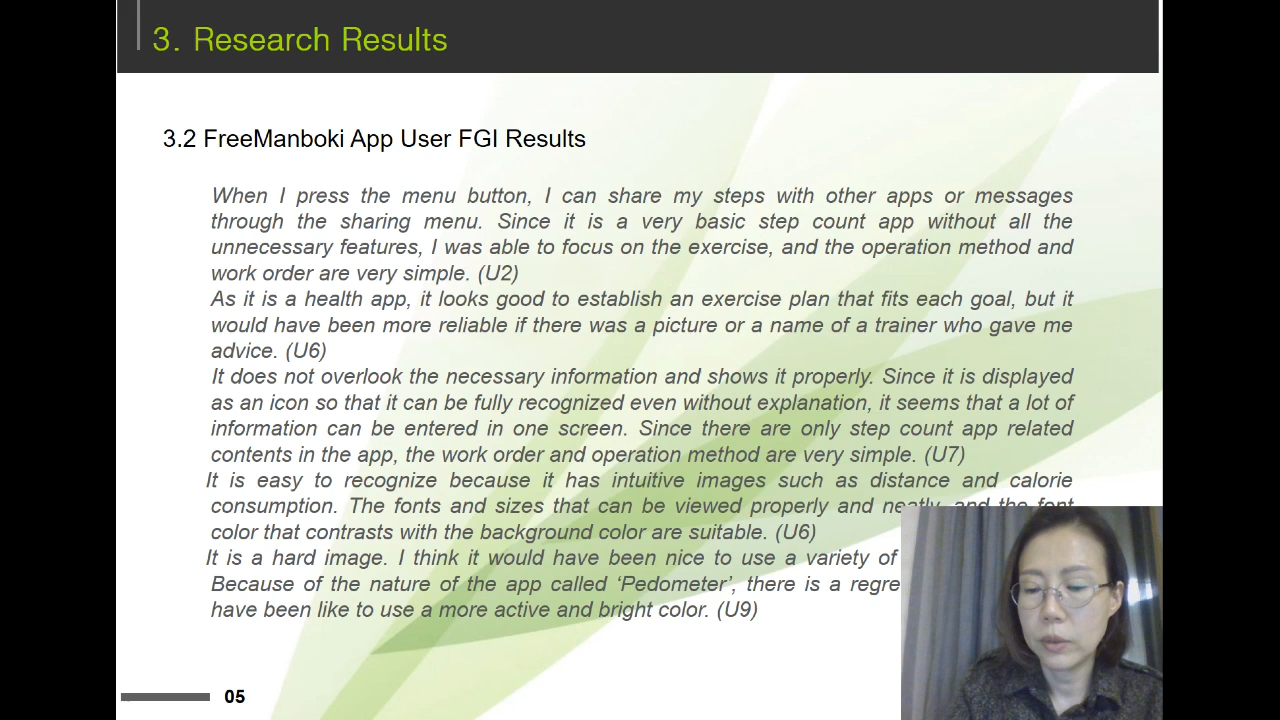 3. Research Results
3.2 FreeManboki App User FGI Results
When I press the menu button, I can share my steps with other apps or messages
through the sharing menu. Since it is a very basic step count app without all the
unnecessary features, I was able to focus on the exercise, and the operation method and
work order are very simple. (U2)
As it is a health app, it looks good to establish an exercise plan that fits each goal, but it
would have been more reliable if there was a picture or a name of a trainer who gave me
advice. (U6)
It does not overlook the necessary information and shows it properly. Since it is displayed
as an icon so that it can be fully recognized even without explanation, it seems that a lot of
information can be entered in one screen. Since there are only step count app related
contents in the app, the work order and operation method are very simple. (U7)
It is easy to recognize because it has intuitive images such as distance and calorie
consumption. The fonts and sizes that can be viewed properly and neatly, and the font
color that contrasts with the background color are suitable. (U6)
It is a hard image. I think it would have been nice to use a variety of
Because of the nature of the app called ‘Pedometer’, there is a
have been like to use a more active and bright color. (U9)
05